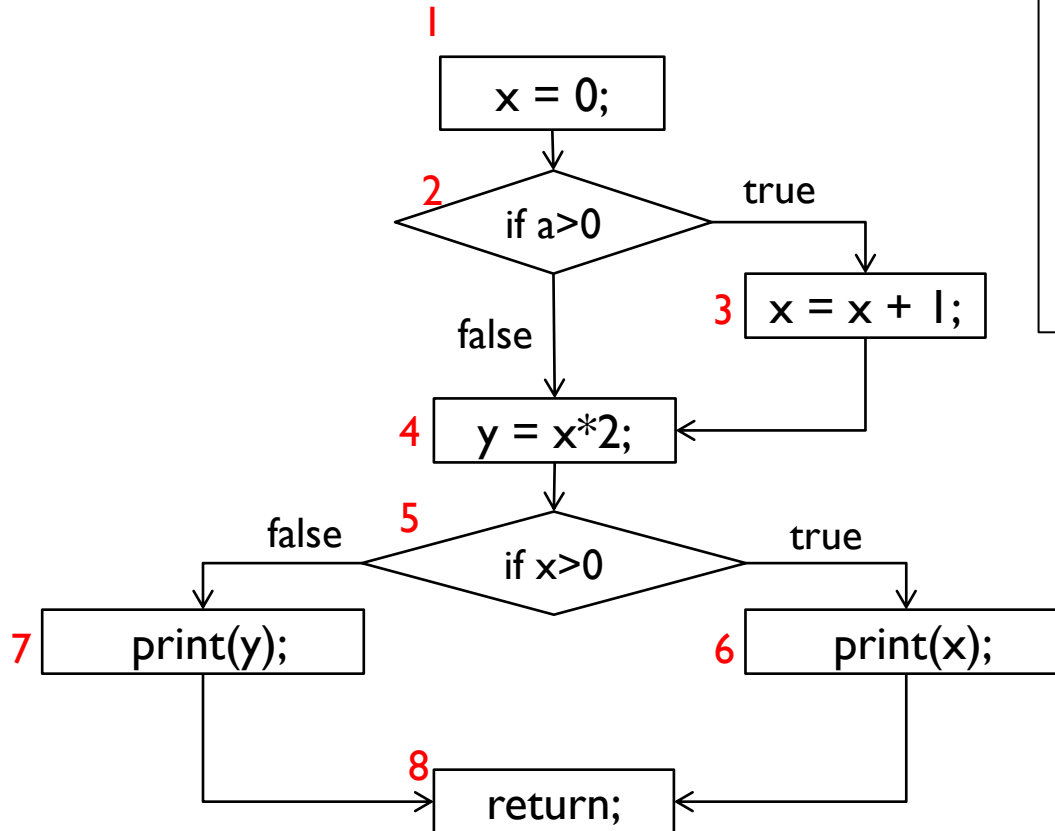 1
x = 0;
2
if a>0
true
3
x = x + 1;
false
4
y = x*2;
5
if x>0
false
true
7
print(y);
6
print(x);
8
return;